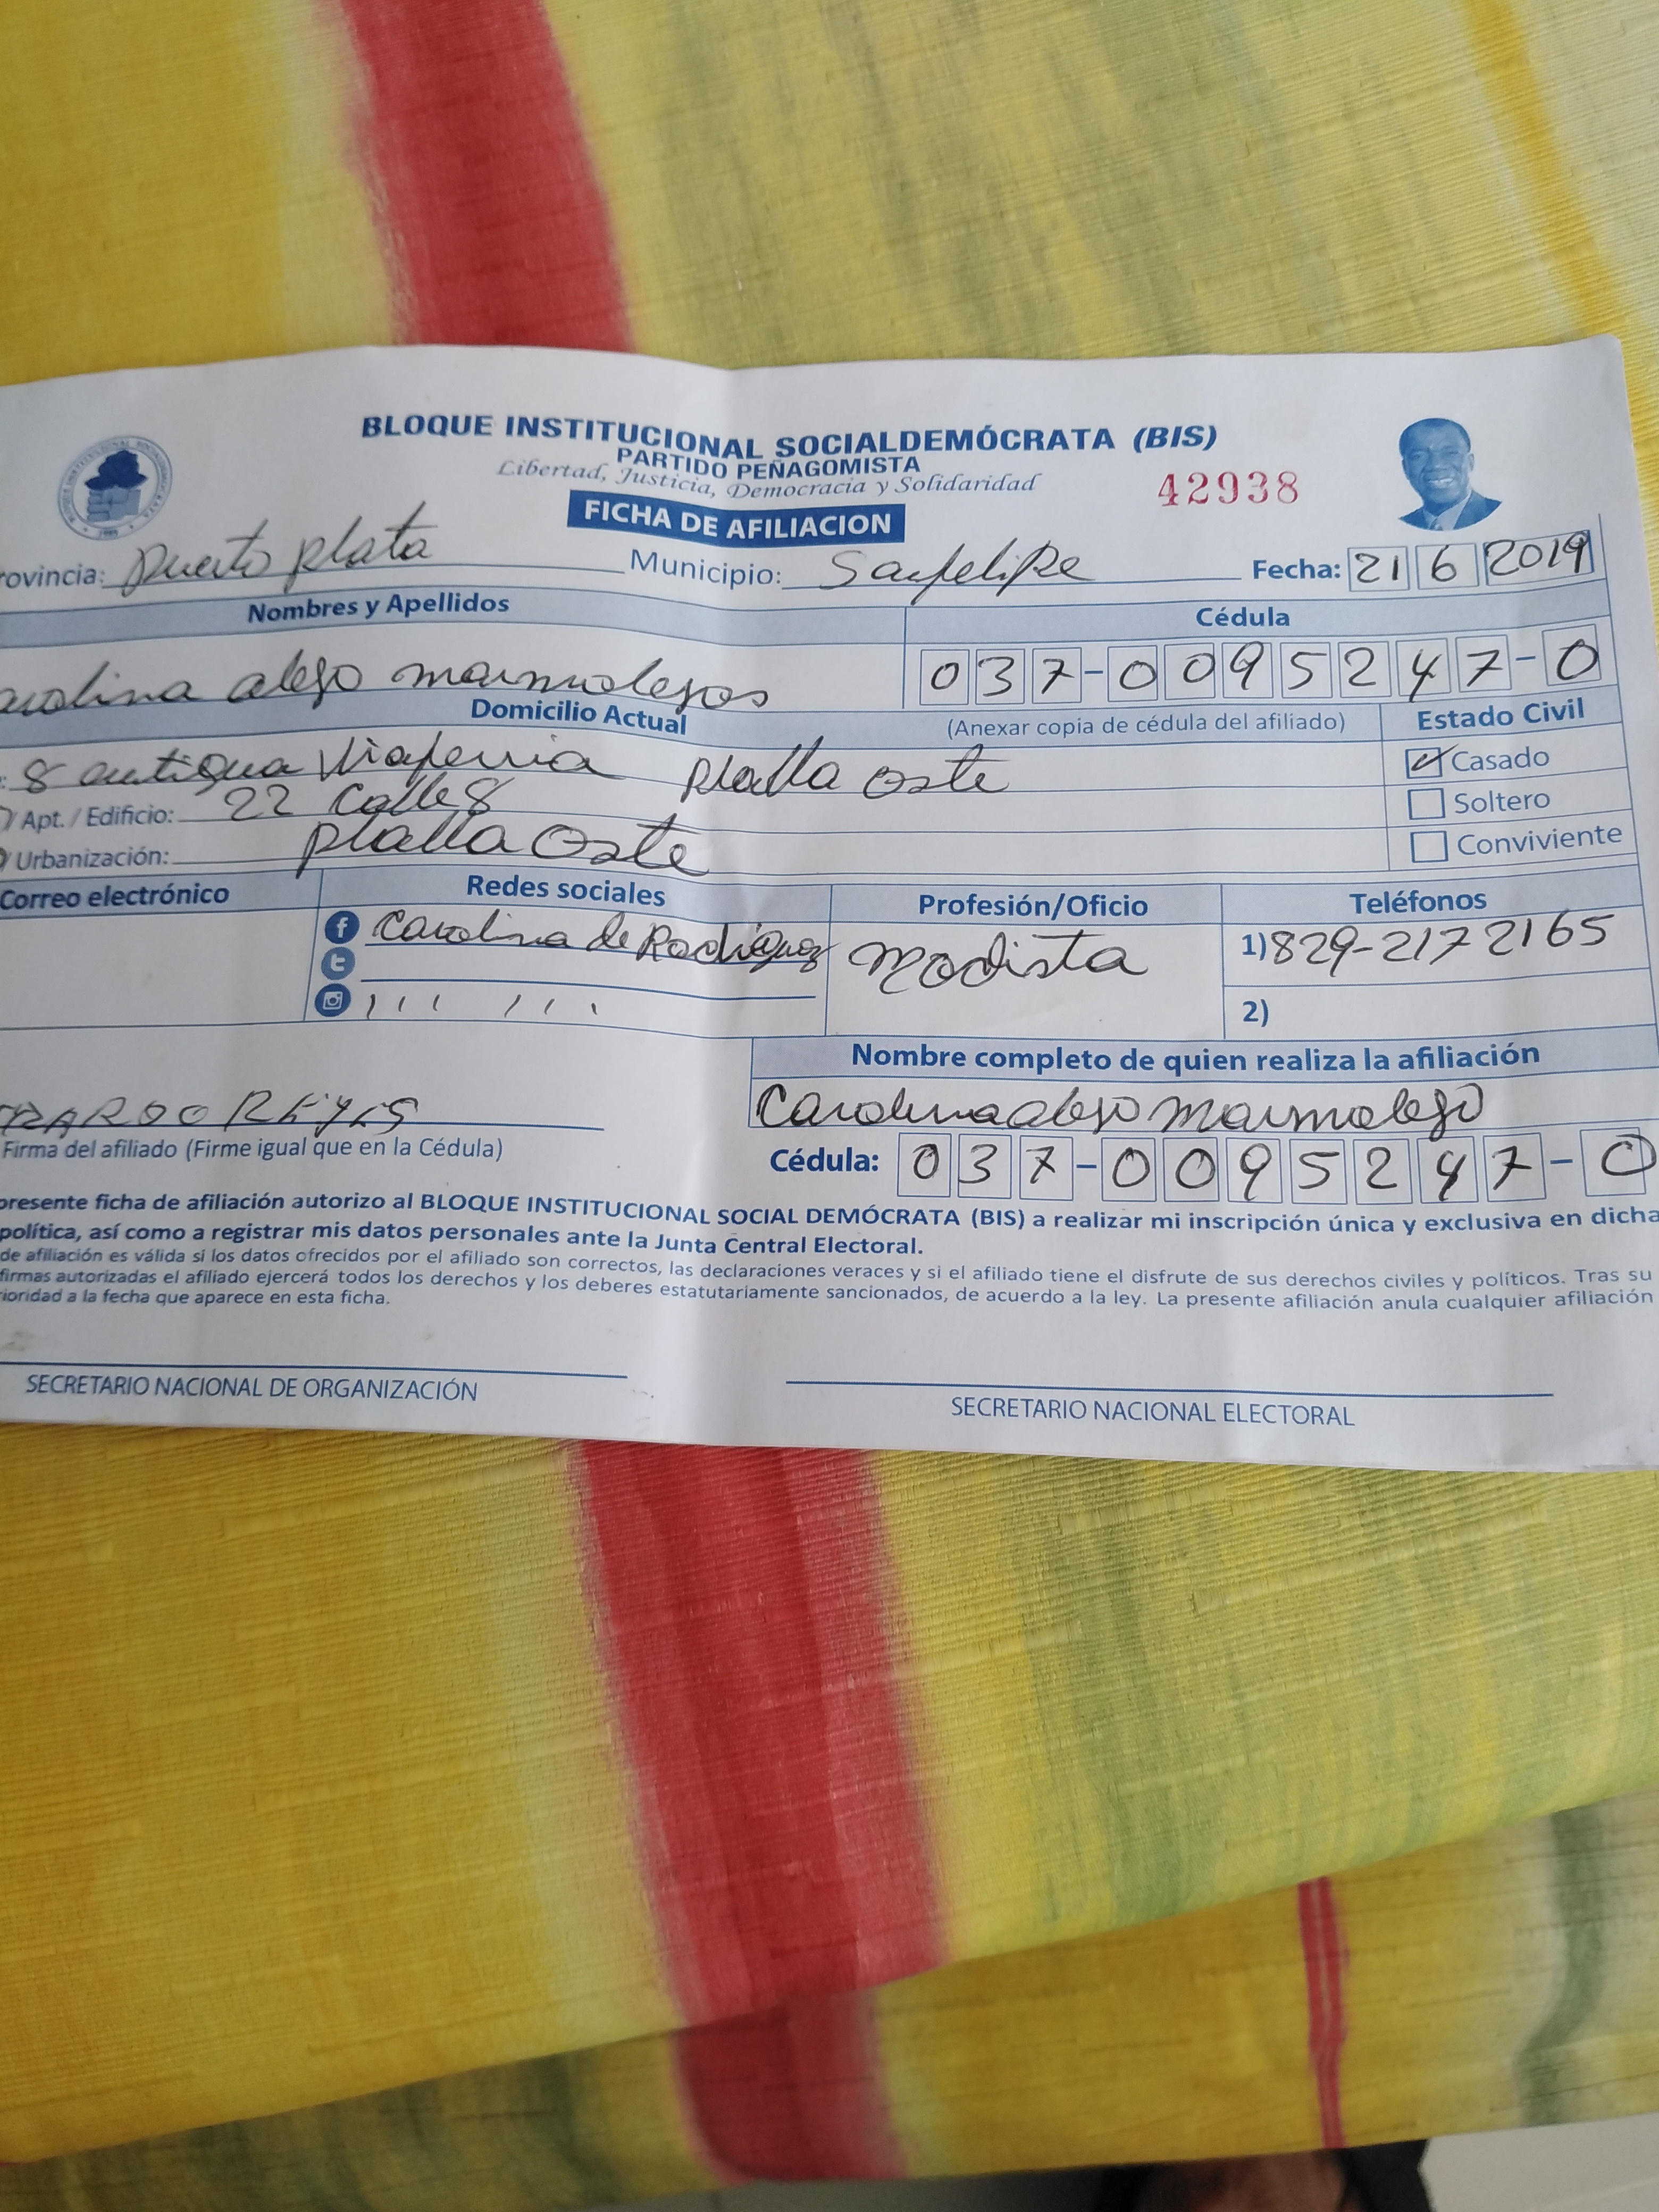 BLOQUE INSTITUCIONAL SOCIALDEMÓCRATA (BIS)
PARTIDO PEÑAGOMISTA
Libertad, Justicia, Democracia y Solidaridad
42938
FICHA DE AFILIACION
rovincia: Puerto plata Municipio: Sanfelipe Fecha: 21 6 2019
Nombres y Apellidos Cédula
arolina alejo marmolejos 037-0095247-0
Domicilio Actual (Anexar copia de cédula del afiliado) Estado Civil
8 antigua Viaferria plalla oste Casado
Apt. / Edificio: 22 Calle 8 Soltero
Urbanización: plalla Oste Conviviente
Correo electrónico Redes sociales Profesión/Oficio Teléfonos
Carolina de Rodriguez modista 1) 829-217 2165
2)
Nombre completo de quien realiza la afiliación
REYES Carolina alejo marmolejo
Firma del afiliado (Firme igual que en la Cédula) Cédula: 037-0095247-0
presente ficha de afiliación autorizo al BLOQUE INSTITUCIONAL SOCIAL DEMÓCRATA (BIS) a realizar mi inscripción única y exclusiva en dicha
política, así como a registrar mis datos personales ante la Junta Central Electoral.
de afiliación es válida si los datos ofrecidos por el afiliado son correctos, las declaraciones veraces y si el afiliado tiene el disfrute de sus derechos civiles y políticos. Tras su
firmas autorizadas el afiliado ejercerá todos los derechos y los deberes estatutariamente sancionados, de acuerdo a la ley. La presente afiliación anula cualquier afiliación
rioridad a la fecha que aparece en esta ficha.
SECRETARIO NACIONAL DE ORGANIZACIÓN SECRETARIO NACIONAL ELECTORAL